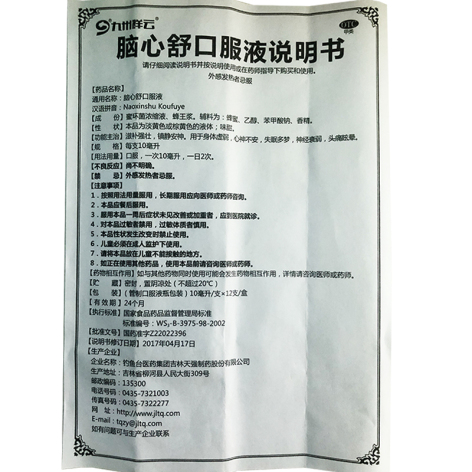 九州祥云
OTC
甲类
脑心舒口服液说明书
请仔细阅读说明书并按说明使用或在药师指导下购买和使用。
外感发热者忌服
【药品名称】
通用名称：脑心舒口服液
汉语拼音：Naoxinshu Koufuye
【成　份】蜜环菌浓缩液、蜂王浆。辅料为：蜂蜜、乙醇、苯甲酸钠、香精。
【性　状】本品为淡黄色或棕黄色的液体；味甜。
【功能主治】滋补强壮，镇静安神。用于身体虚弱，心神不安，失眠多梦，神经衰弱，头痛眩晕。
【规　格】每支10毫升
【用法用量】口服，一次10毫升，一日2次。
【不良反应】尚不明确。
【禁　忌】外感发热者忌服。
【注意事项】
1．按照用法用量服用，长期服用应向医师或药师咨询。
2．本品应餐后服用。
3．服用本品一周后症状未见改善或加重者，应到医院就诊。
4．对本品过敏者禁用，过敏体质者慎用。
5．本品性状发生改变时禁止使用。
6．儿童必须在成人监护下使用。
7．请将本品放在儿童不能接触的地方。
8．如正在使用其他药品，使用本品前请咨询医师或药师。
【药物相互作用】如与其他药物同时使用可能会发生药物相互作用，详情请咨询医师或药师。
【贮　藏】密封，置阴凉处（不超过20℃）
【包　装】（管制口服液瓶包装）10毫升/支×12支/盒
【有 效 期】24个月
【执行标准】国家食品药品监督管理局标准
标准编号：WS₃-B-3975-98-2002
【批准文号】国药准字Z22022396
【说明书修订】2017年04月17日
【生产企业】
企业名称：钓鱼台医药集团吉林天强制药股份有限公司
生产地址：吉林省柳河县人民大街309号
邮政编码：135300
电话号码：0435-7321003
传真号码：0435-7322277
网　址：http://www.jltq.com
E-mail：tqzy@jltq.com
如有问题可与生产企业联系